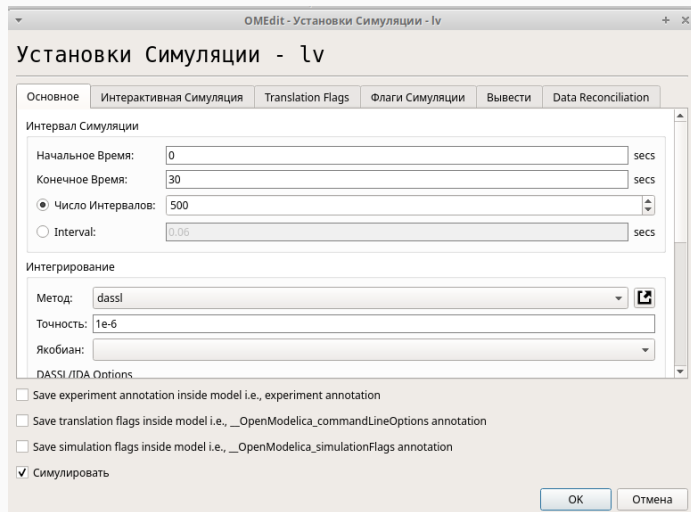 OMEdit - Установки Симуляции - lv
Установки Симуляции - lv
Основное Интерактивная Симуляция Translation Flags Флаги Симуляции Вывести Data Reconciliation
Интервал Симуляции
Начальное Время: 0 secs
Конечное Время: 30 secs
Число Интервалов: 500
Interval: 0.06 secs
Интегрирование
Метод: dassl
Точность: 1e-6
Якобиан:
DASSL/IDA Options
Save experiment annotation inside model i.e., experiment annotation
Save translation flags inside model i.e., __OpenModelica_commandLineOptions annotation
Save simulation flags inside model i.e., __OpenModelica_simulationFlags annotation
Симулировать
OK Отмена